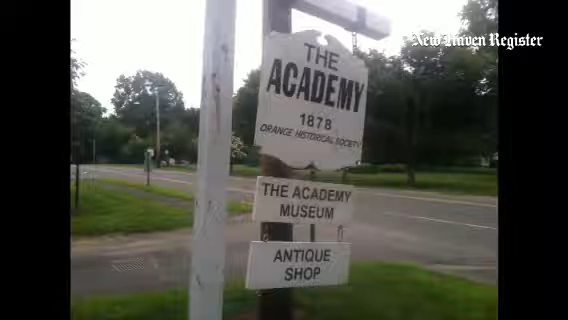 New Haven Register
THE
ACADEMY
1878
ORANGE HISTORICAL SOCIETY
THE ACADEMY
MUSEUM
ANTIQUE
SHOP